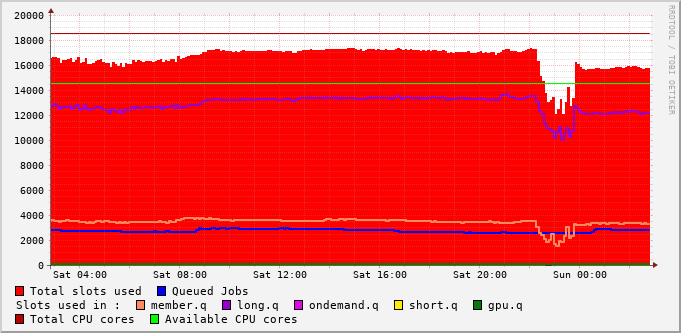 20000
18000
16000
14000
12000
10000
8000
6000
4000
2000
0
Sat 04:00 Sat 08:00 Sat 12:00 Sat 16:00 Sat 20:00 Sun 00:00
Total slots used Queued Jobs
Slots used in : member.q long.q ondemand.q short.q gpu.q
Total CPU cores Available CPU cores
RRDTOOL / TOBI OETIKER